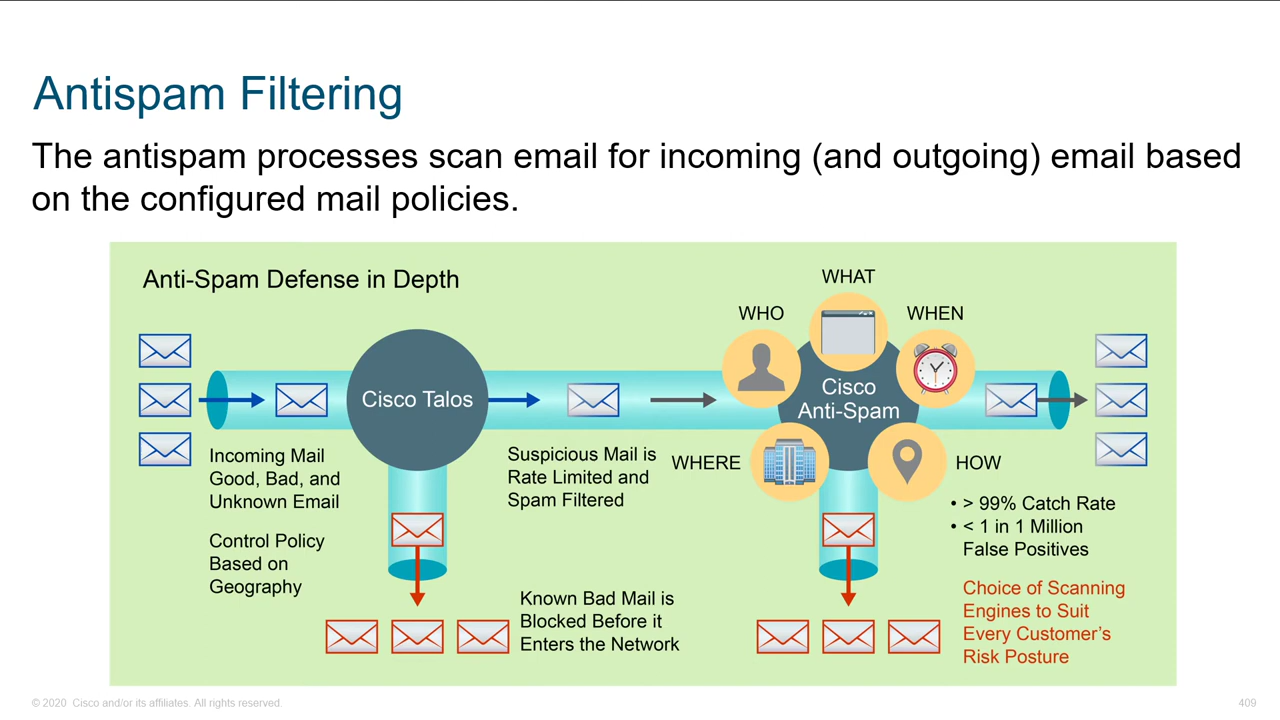 Antispam Filtering
The antispam processes scan email for incoming (and outgoing) email based
on the configured mail policies.
Anti-Spam Defense in Depth
WHAT
WHO
WHEN
Cisco Talos
Cisco
Anti-Spam
WHERE
HOW
Incoming Mail
Good, Bad, and
Unknown Email
Control Policy
Based on
Geography
Suspicious Mail is
Rate Limited and
Spam Filtered
Known Bad Mail is
Blocked Before it
Enters the Network
• > 99% Catch Rate
• < 1 in 1 Million
False Positives
Choice of Scanning
Engines to Suit
Every Customer's
Risk Posture
© 2020 Cisco and/or its affiliates. All rights reserved.
409